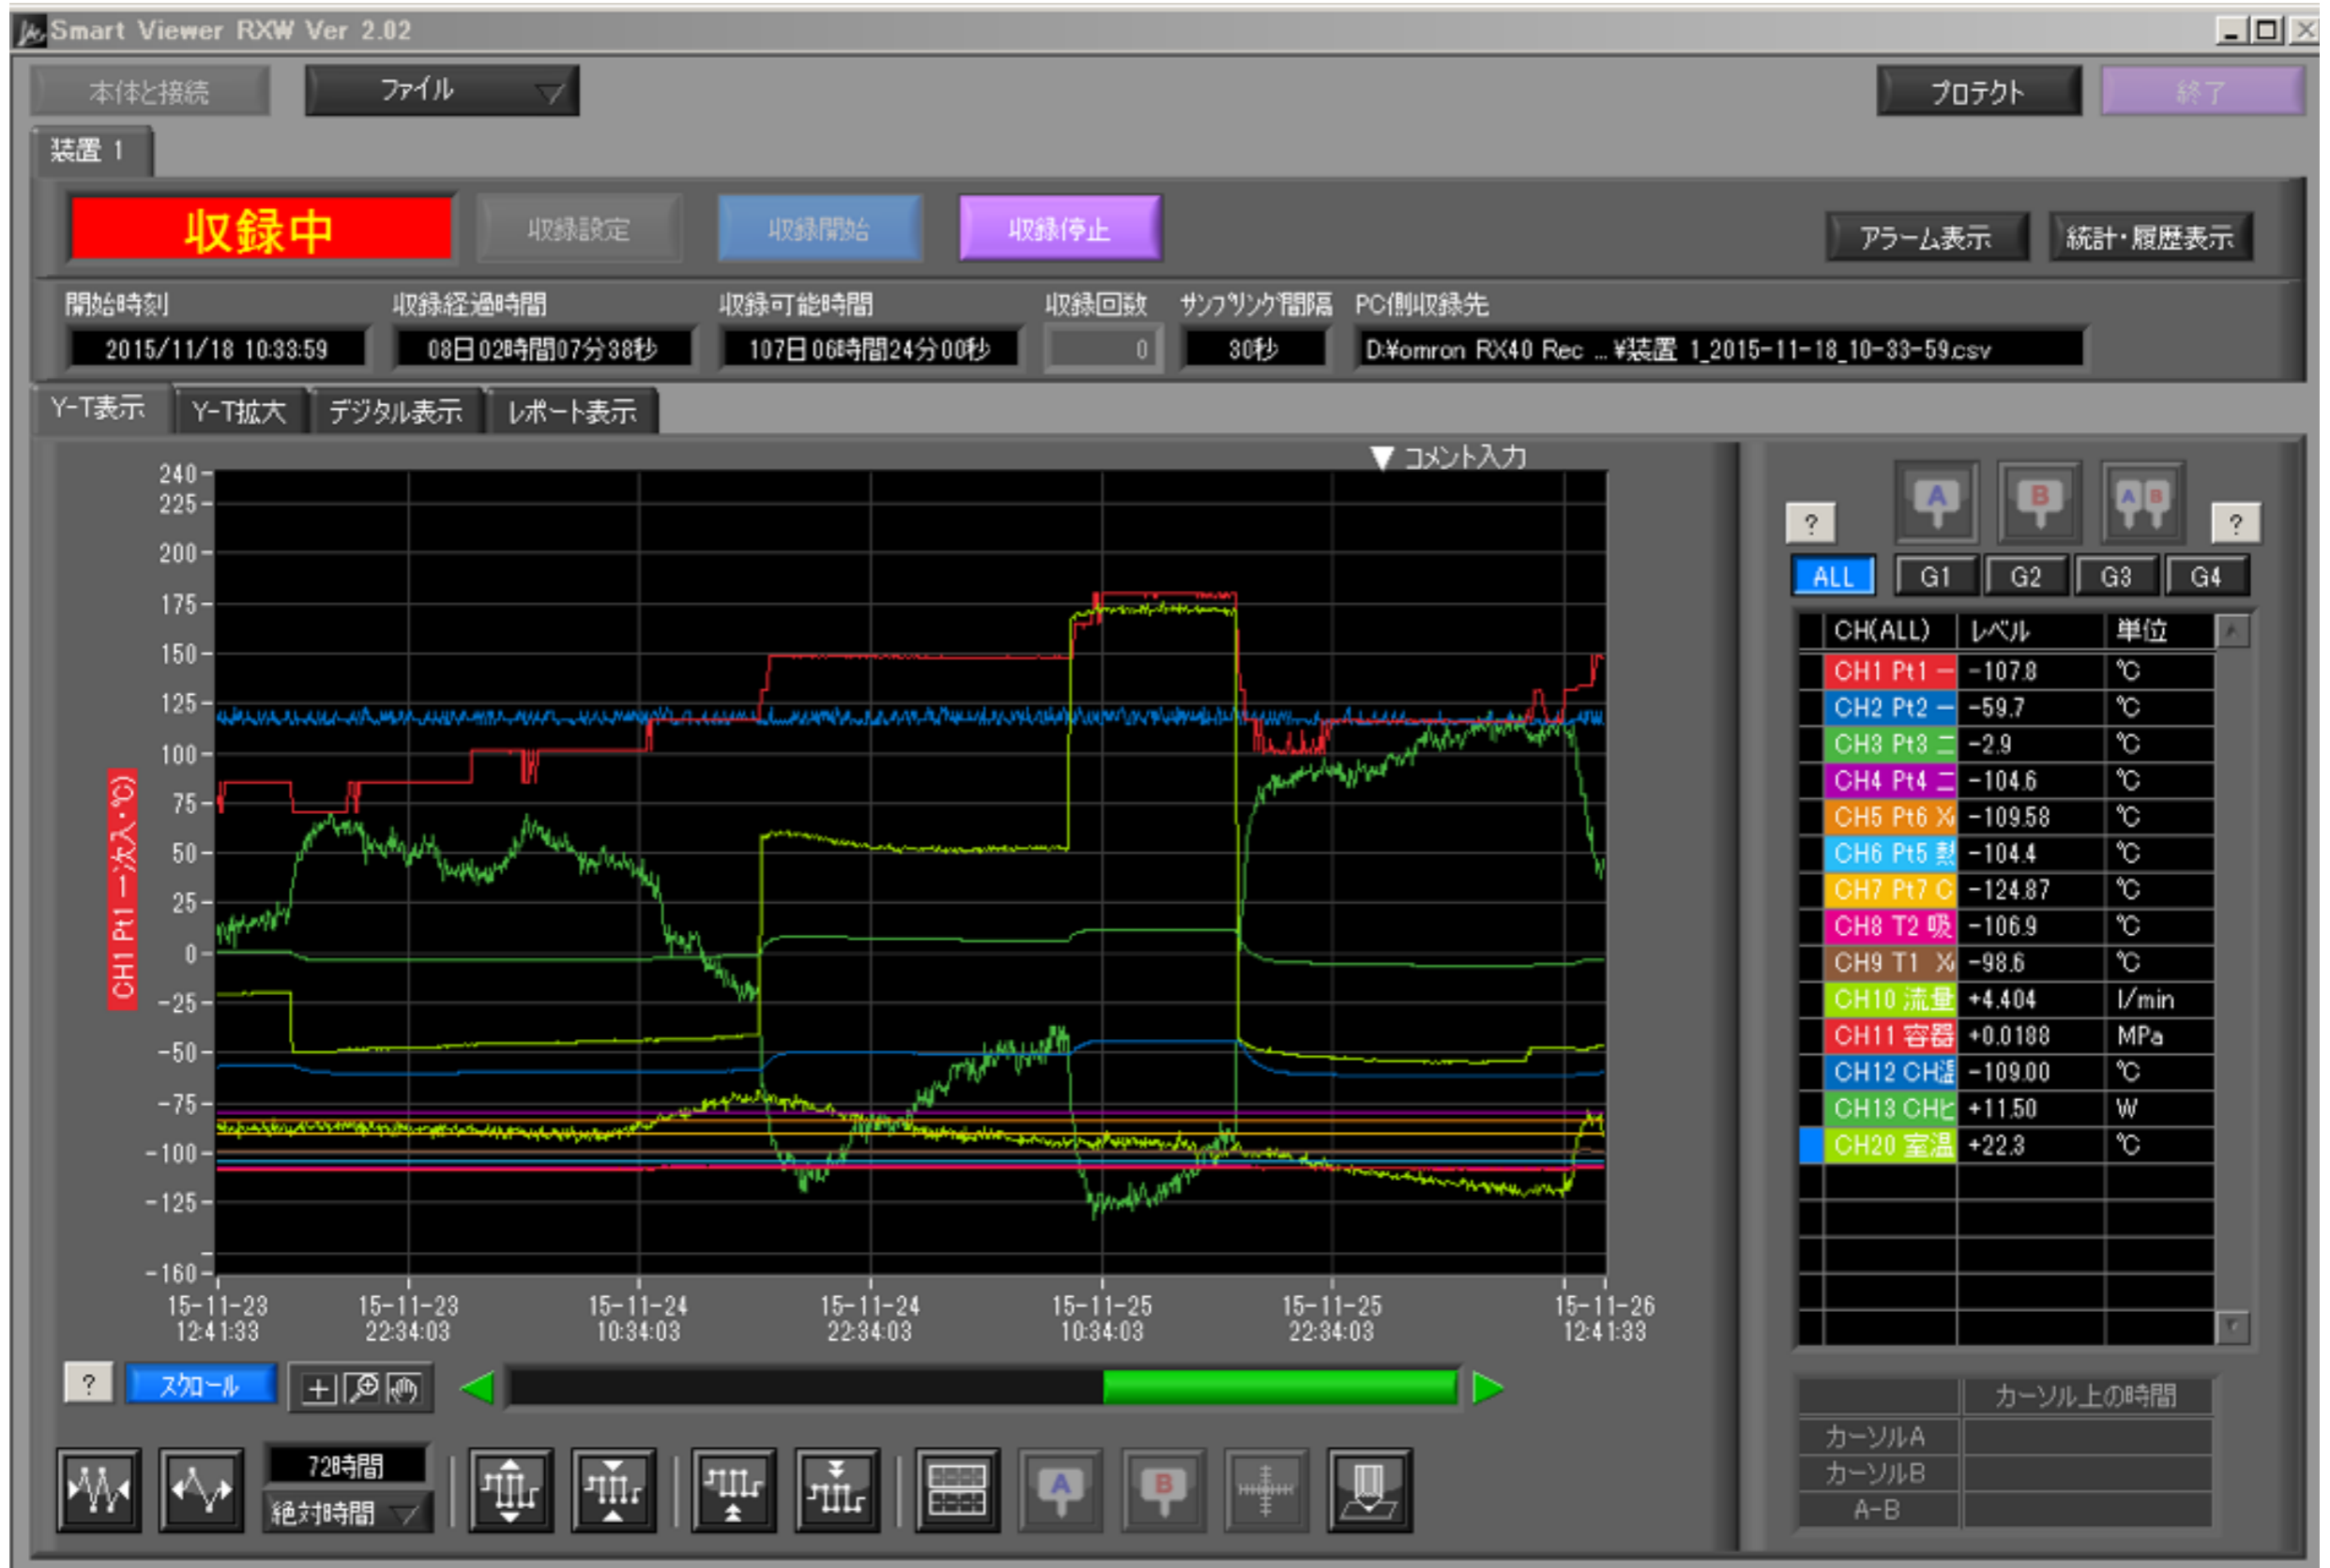 Smart Viewer RXW Ver 2.02
本体と接続 ファイル プロテクト 終了
装置 1
収録中 収録設定 収録開始 収録停止 アラーム表示 統計・履歴表示
開始時刻 収録経過時間 収録可能時間 収録回数 サンプリング間隔 PC側収録先
2015/11/18 10:33:59 08日02時間07分38秒 107日06時間24分00秒 0 30秒 D:¥omron RX40 Rec ...¥装置 1_2015-11-18_10-33-59.csv
Y-T表示 Y-T拡大 デジタル表示 レポート表示
▼ コメント入力
240
225
200
175
150
125
100
75
50
25
0
-25
-50
-75
-100
-125
-160
CH1 Pt1 一次入・℃
15-11-23 15-11-23 15-11-24 15-11-24 15-11-25 15-11-25 15-11-26
12:41:33 22:34:03 10:34:03 22:34:03 10:34:03 22:34:03 12:41:33
? スクロール
72時間
絶対時間
A B
A B A B
? ?
ALL G1 G2 G3 G4
CH(ALL) レベル 単位
CH1 Pt1 一 -107.8 ℃
CH2 Pt2 一 -59.7 ℃
CH3 Pt3 二 -2.9 ℃
CH4 Pt4 二 -104.6 ℃
CH5 Pt6 -109.58 ℃
CH6 Pt5 熱 -104.4 ℃
CH7 Pt7 C -124.87 ℃
CH8 T2 吸 -106.9 ℃
CH9 T1 -98.6 ℃
CH10 流量 +4.404 l/min
CH11 容器 +0.0188 MPa
CH12 CH温 -109.00 ℃
CH13 CHヒ +11.50 W
CH20 室温 +22.3 ℃
カーソル上の時間
カーソルA
カーソルB
A-B